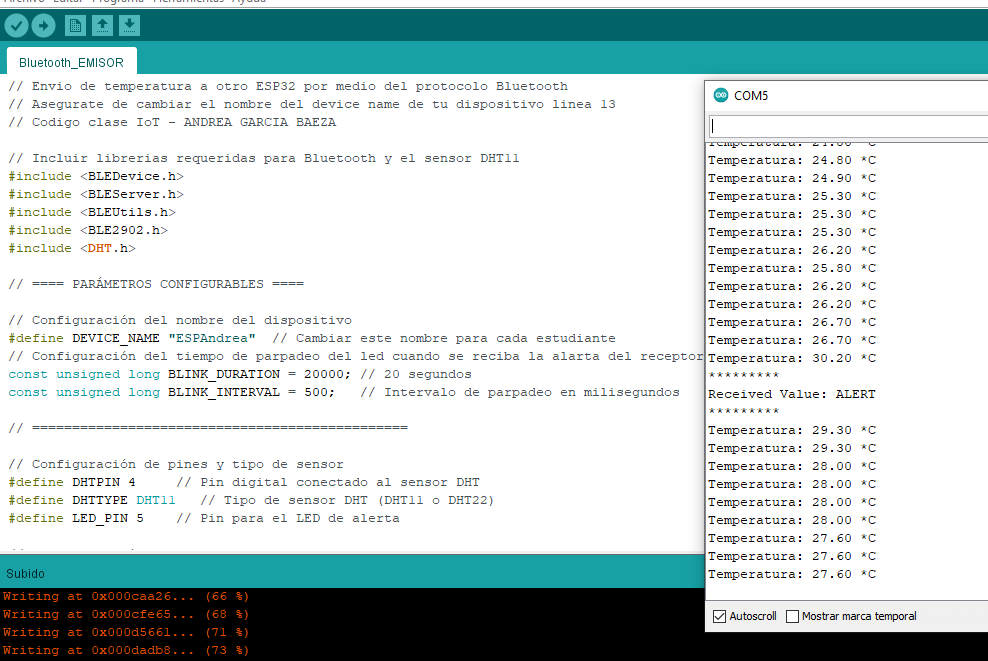 Bluetooth_EMISOR
// Envio de temperatura a otro ESP32 por medio del protocolo Bluetooth
// Asegurate de cambiar el nombre del device name de tu dispositivo linea 13
// Codigo clase IoT - ANDREA GARCIA BAEZA
// Incluir librerias requeridas para Bluetooth y el sensor DHT11
#include <BLEDevice.h>
#include <BLEServer.h>
#include <BLEUtils.h>
#include <BLE2902.h>
#include <DHT.h>
// ==== PARÁMETROS CONFIGURABLES ====
// Configuración del nombre del dispositivo
#define DEVICE_NAME "ESPAndrea"  // Cambiar este nombre para cada estudiante
// Configuración del tiempo de parpadeo del led cuando se reciba la alarta del receptor
const unsigned long BLINK_DURATION = 20000; // 20 segundos
const unsigned long BLINK_INTERVAL = 500;   // Intervalo de parpadeo en milisegundos
// ===============================================
// Configuración de pines y tipo de sensor
#define DHTPIN 4     // Pin digital conectado al sensor DHT
#define DHTTYPE DHT11   // Tipo de sensor DHT (DHT11 o DHT22)
#define LED_PIN 5    // Pin para el LED de alerta
Subido
Writing at 0x000caa26... (66 %)
Writing at 0x000cfe65... (68 %)
Writing at 0x000d5661... (71 %)
Writing at 0x000dadb8... (73 %)
COM5
Temperatura: 24.80 *C
Temperatura: 24.90 *C
Temperatura: 25.30 *C
Temperatura: 25.30 *C
Temperatura: 25.30 *C
Temperatura: 26.20 *C
Temperatura: 25.80 *C
Temperatura: 26.20 *C
Temperatura: 26.20 *C
Temperatura: 26.70 *C
Temperatura: 26.70 *C
Temperatura: 30.20 *C
*********
Received Value: ALERT
*********
Temperatura: 29.30 *C
Temperatura: 29.30 *C
Temperatura: 28.00 *C
Temperatura: 28.00 *C
Temperatura: 28.00 *C
Temperatura: 28.00 *C
Temperatura: 27.60 *C
Temperatura: 27.60 *C
Temperatura: 27.60 *C
Autoscroll
Mostrar marca temporal